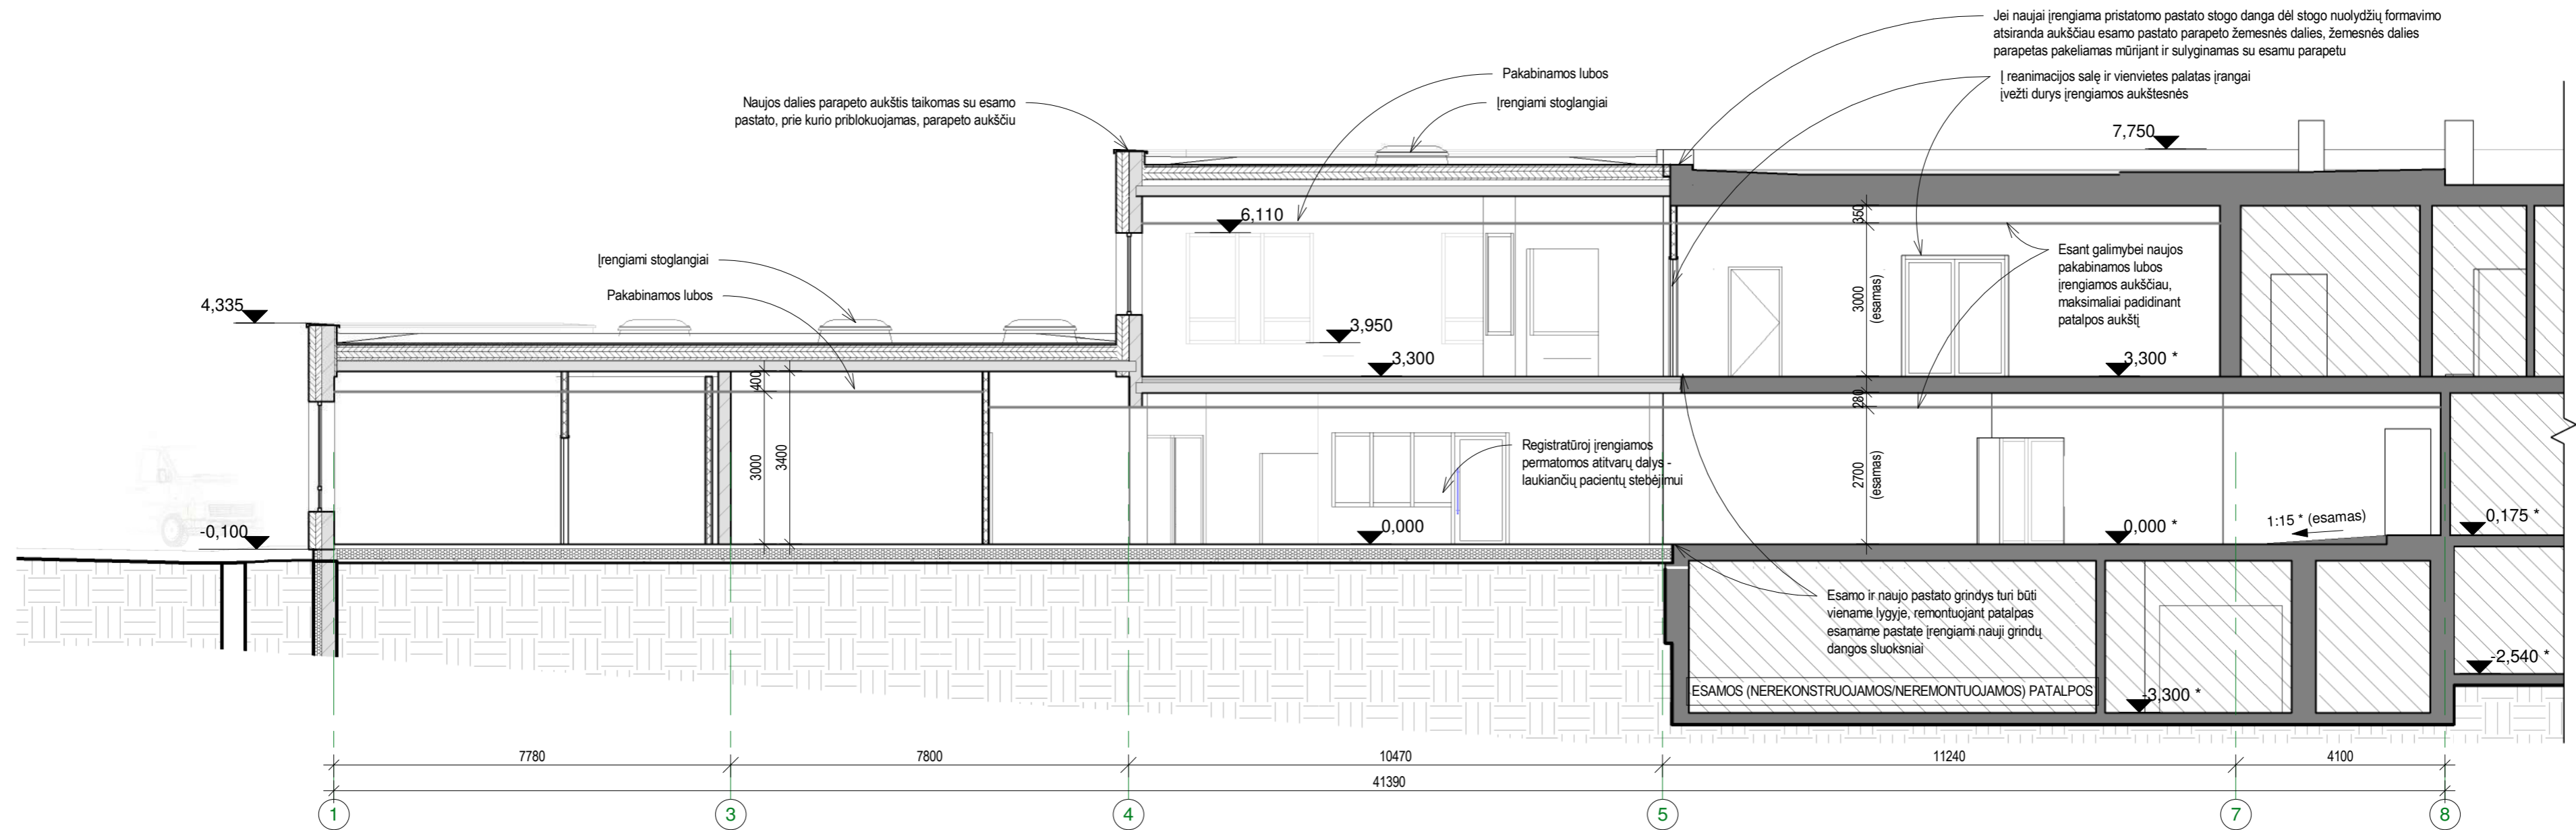 Jei naujai įrengiama pristatomo pastato stogo danga dėl stogo nuolydžių formavimo
atsiranda aukščiau esamo pastato parapeto žemesnės dalies, žemesnės dalies
parapetas pakeliamas mūrijant ir sulyginamas su esamu parapetu
Pakabinamos lubos
Į reanimacijos salę ir vienvietes palatas įrangai
įvežti durys įrengiamos aukštesnės
Naujos dalies parapeto aukštis taikomas su esamo
pastato, prie kurio priblokuojamas, parapeto aukščiu
Įrengiami stoglangiai
7,750
6,110
350
Įrengiami stoglangiai
Pakabinamos lubos
Esant galimybei naujos
pakabinamos lubos
įrengiamos aukščiau,
maksimaliai padidinant
patalpos aukštį
3000
(esamas)
4,335
3,950
3,300
3,300 *
400
280
3000
3400
Registratūroj įrengiamos
permatomos atitvarų dalys -
laukiančių pacientų stebėjimui
2700
(esamas)
-0,100
0,000
0,000 *
1:15 * (esamas)
0,175 *
Esamo ir naujo pastato grindys turi būti
viename lygyje, remontuojant patalpas
esamame pastate įrengiami nauji grindų
dangos sluoksniai
-2,540 *
ESAMOS (NEREKONSTRUOJAMOS/NEREMONTUOJAMOS) PATALPOS
-3,300 *
7780
7800
10470
11240
4100
41390
1
3
4
5
7
8